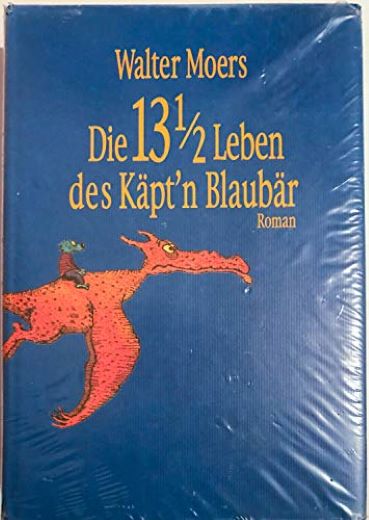 Walter Moers
Die 13½ Leben
des Käpt'n Blaubär
Roman